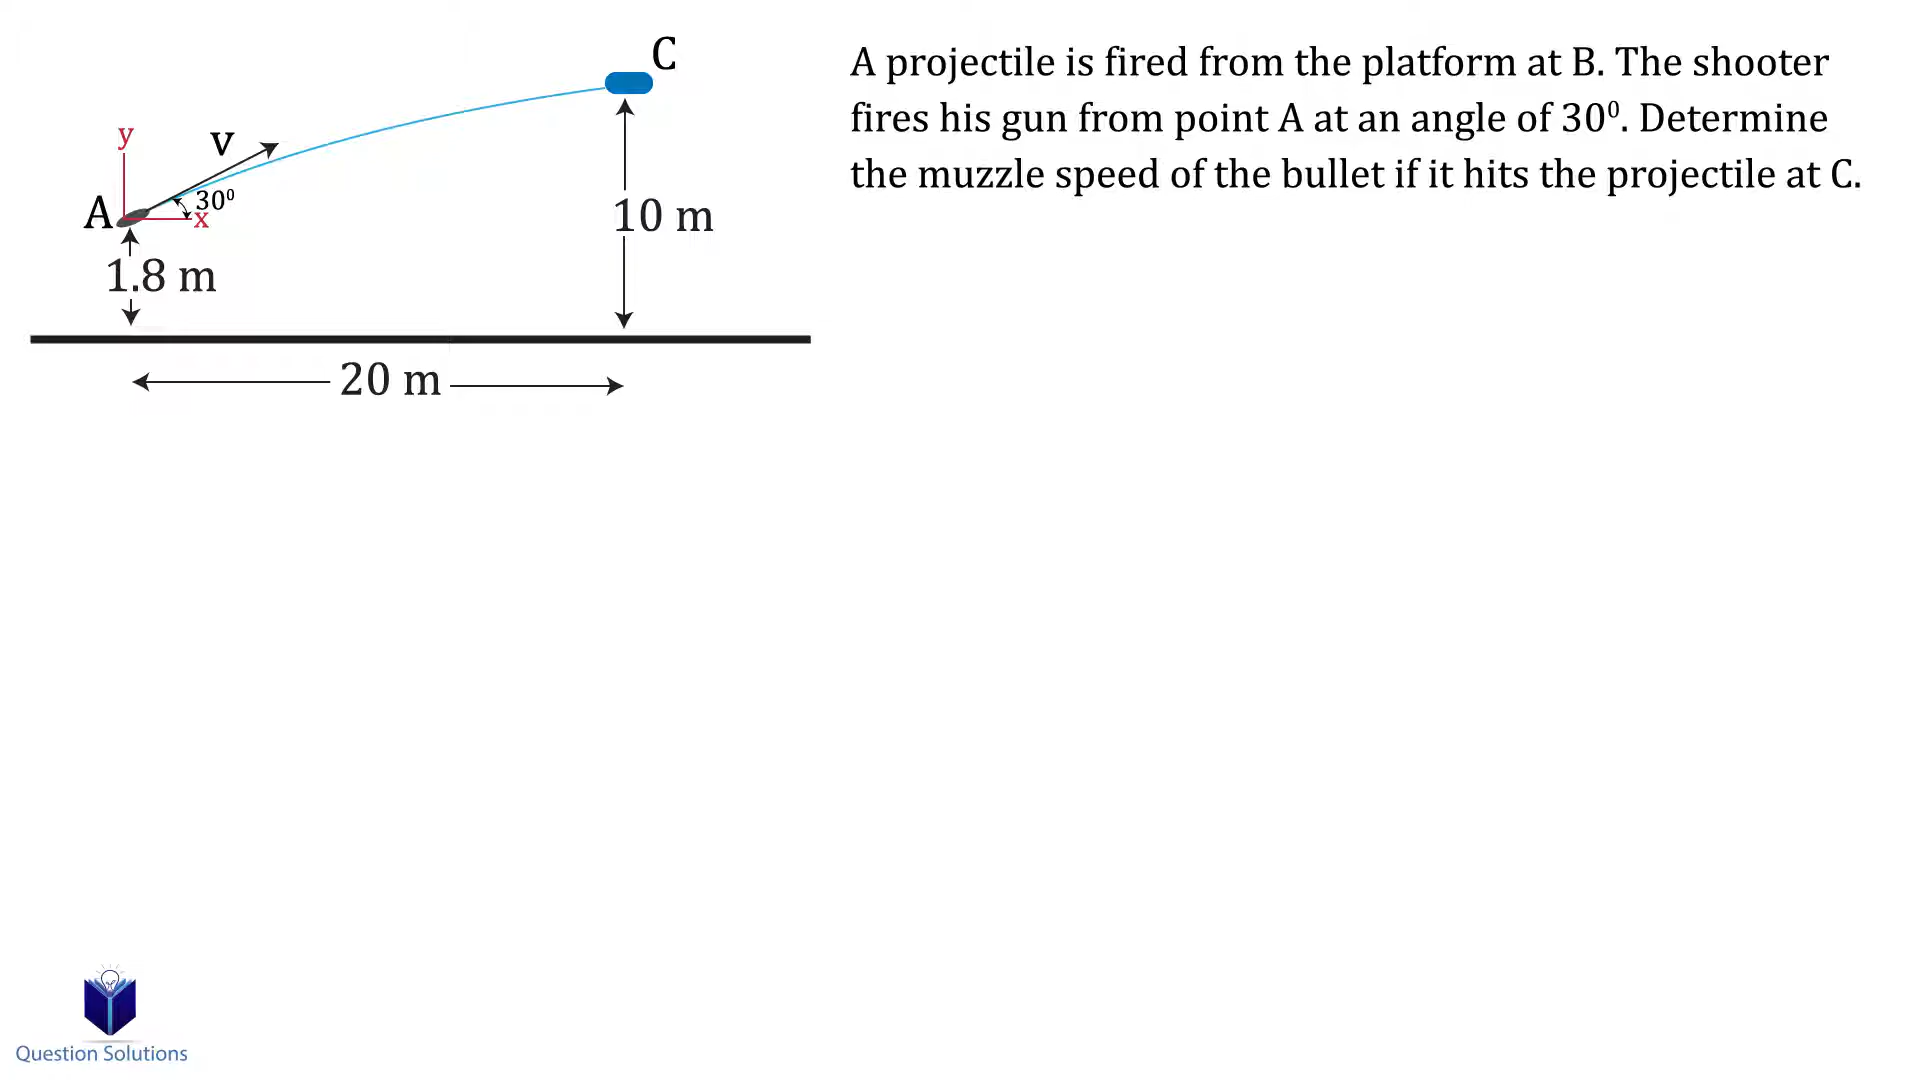 C
y
v
30⁰
A
x
10 m
1.8 m
20 m
A projectile is fired from the platform at B. The shooter
fires his gun from point A at an angle of 30⁰. Determine
the muzzle speed of the bullet if it hits the projectile at C.
Question Solutions